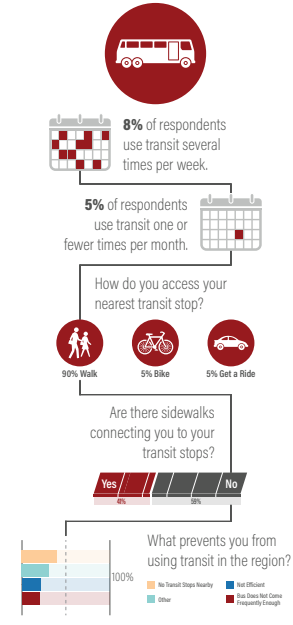 8% of respondents
use transit several
times per week.
5% of respondents
use transit one or
fewer times per month.
How do you access your
nearest transit stop?
90% Walk
5% Bike
5% Get a Ride
Are there sidewalks
connecting you to your
transit stops?
Yes
No
41%
59%
What prevents you from
using transit in the region?
100%
No Transit Stops Nearby
Not Efficient
Other
Bus Does Not Come
Frequently Enough